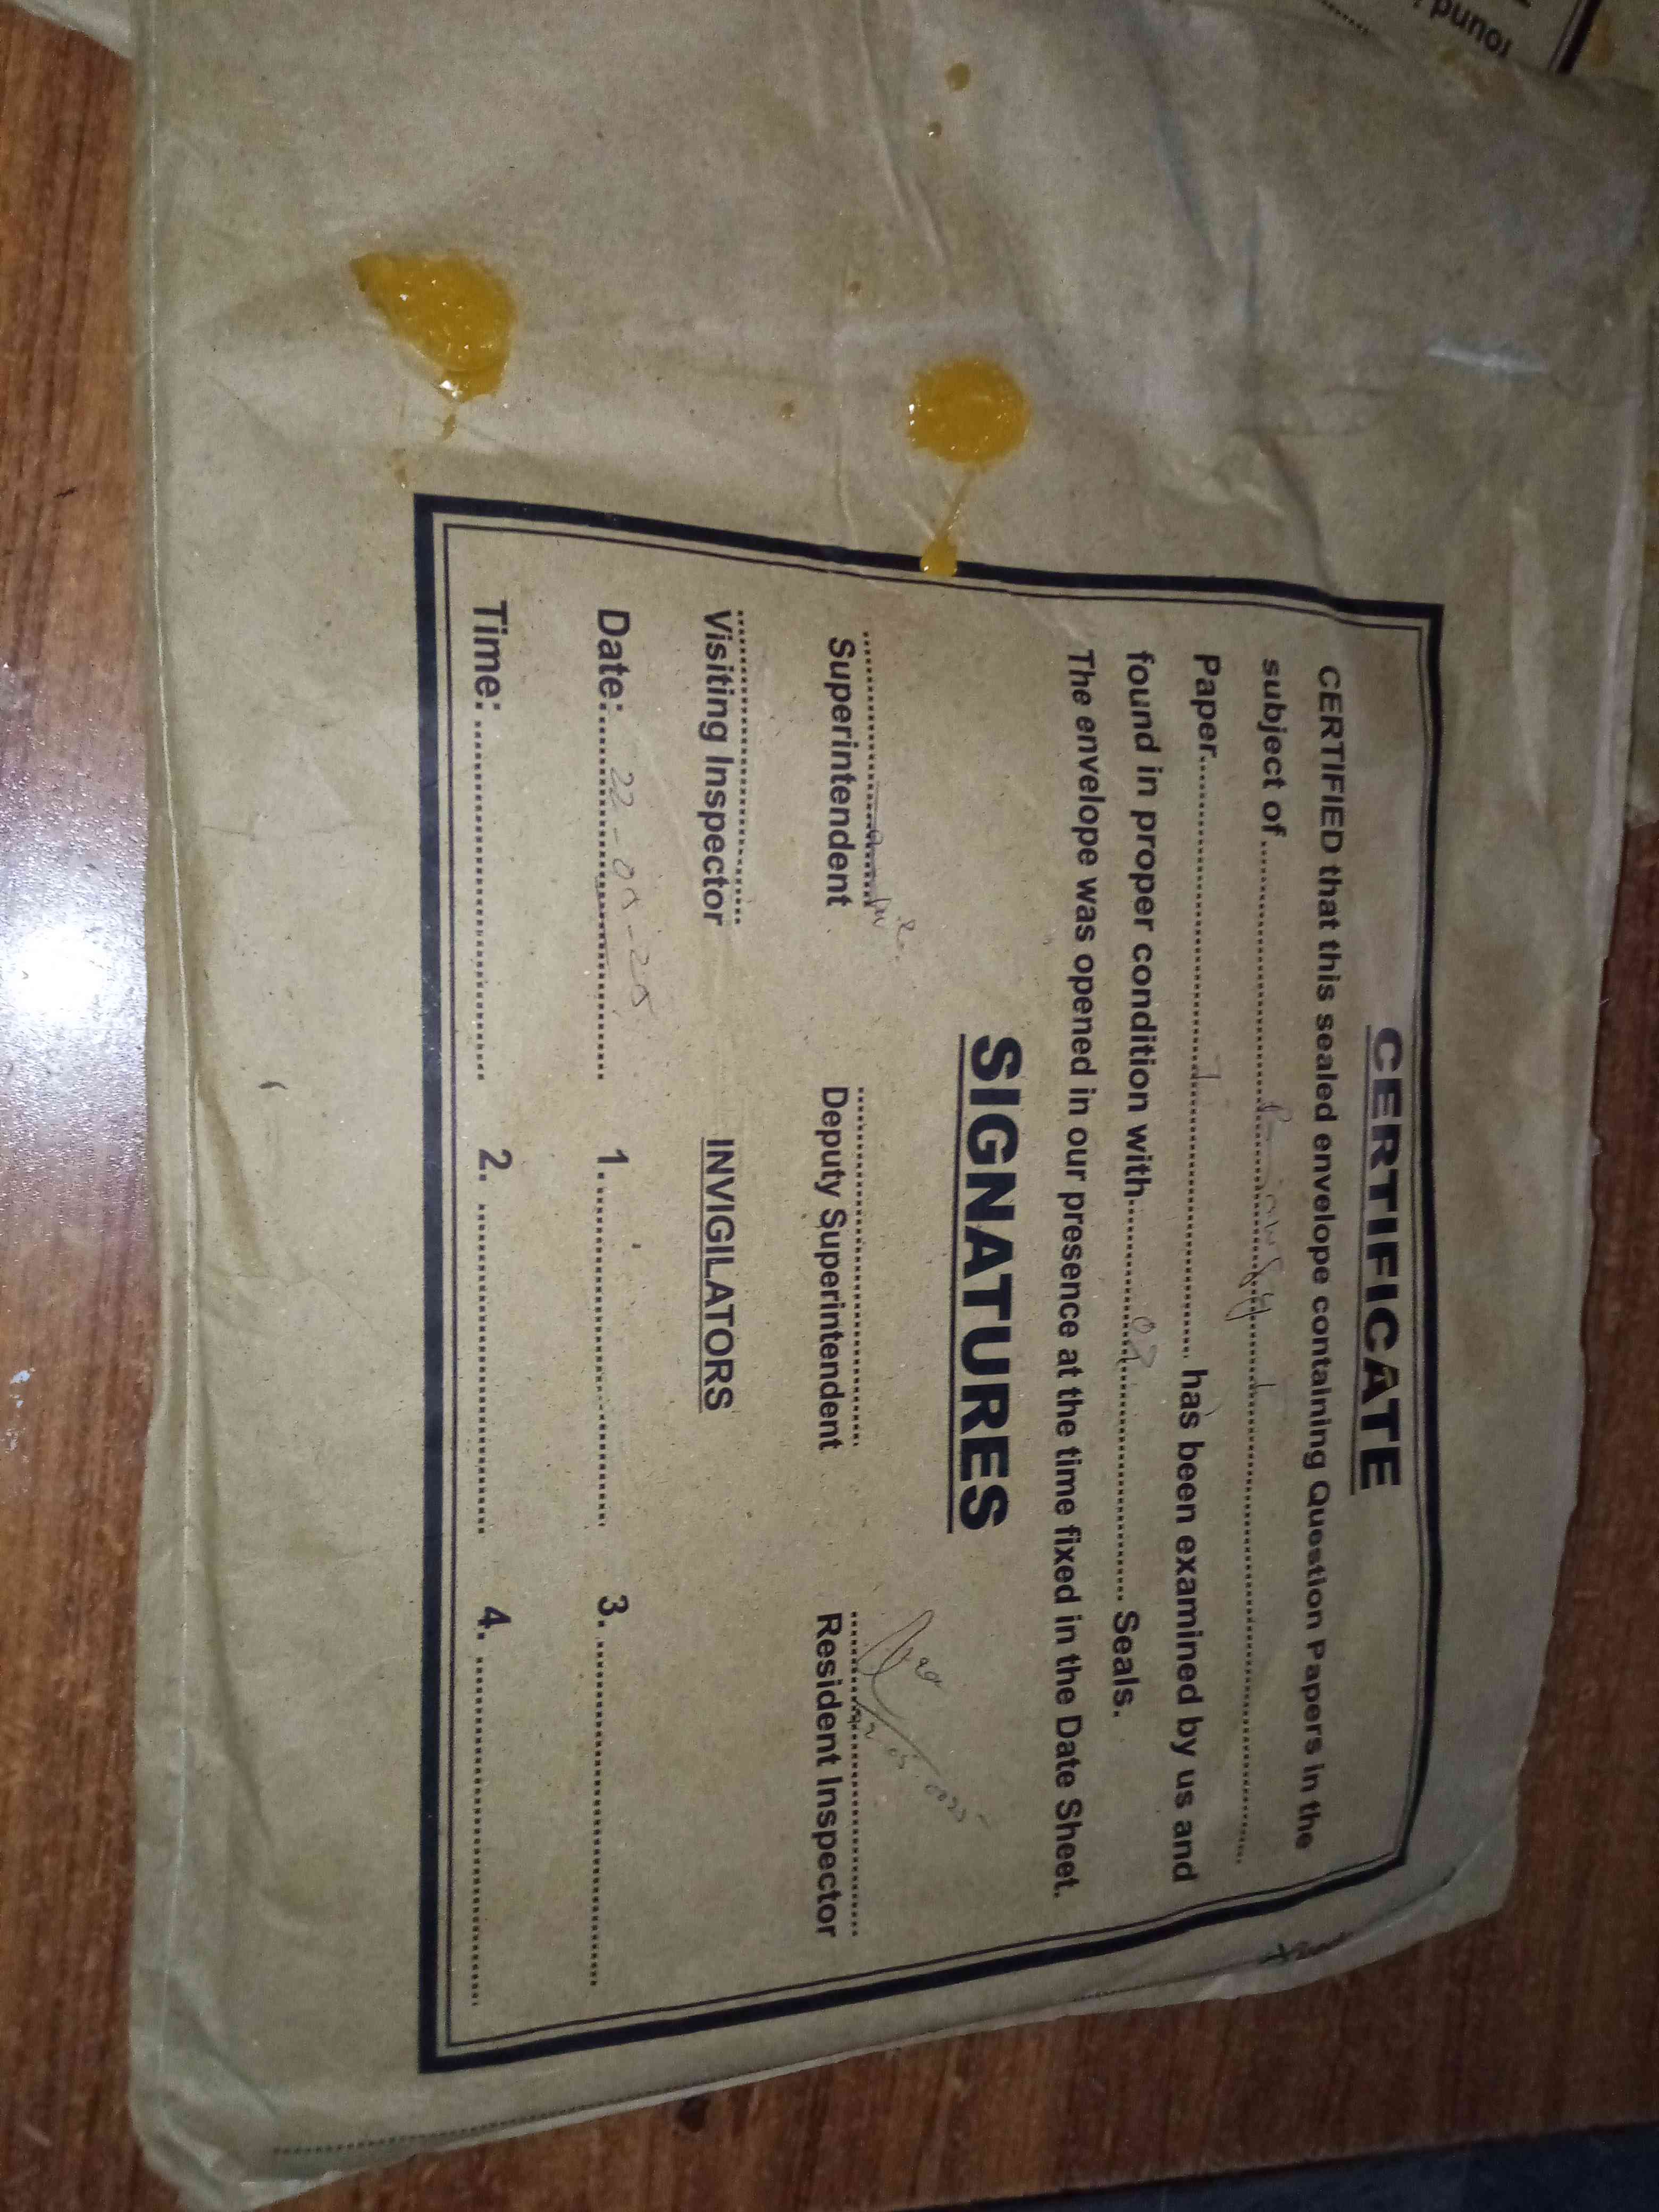 round
CERTIFICATE
CERTIFIED that this sealed envelope containing Question Papers in the
subject of..............................
Paper.............................. has been examined by us and
found in proper condition with..........02.......... Seals.
The envelope was opened in our presence at the time fixed in the Date Sheet.
SIGNATURES
Superintendent Deputy Superintendent Resident Inspector
Visiting Inspector INVIGILATORS
Date:....22-05-25.... 1............... 3...............
Time: ............... 2. ............... 4. ...............